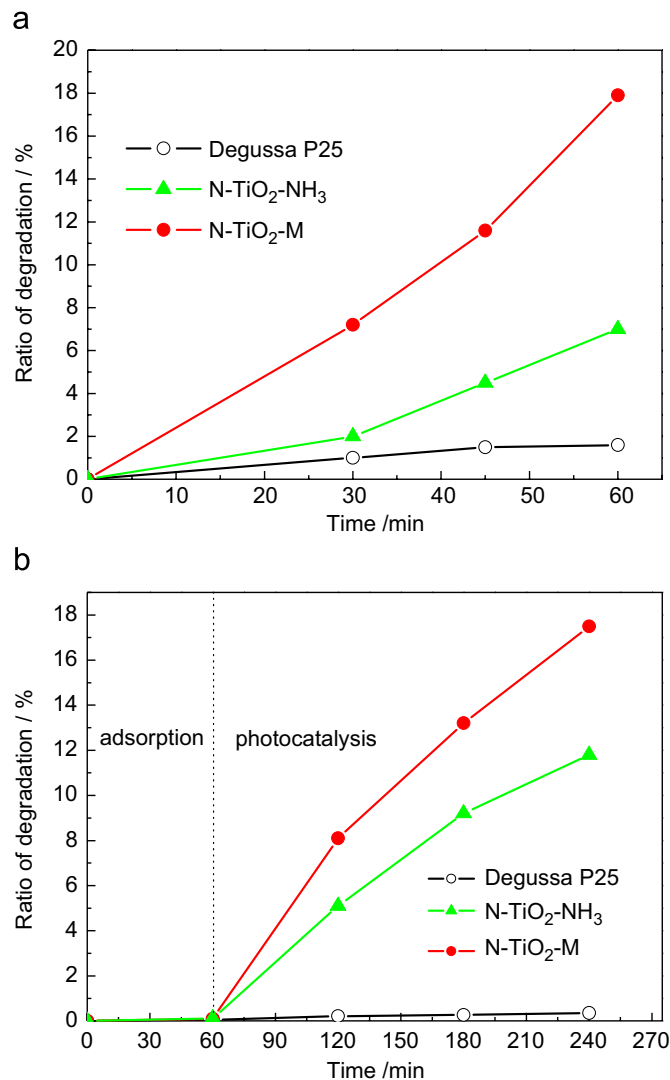 a
20
18
16
14
12
10
8
6
4
2
0
Ratio of degradation / %
Degussa P25
N-TiO₂-NH₃
N-TiO₂-M
0 10 20 30 40 50 60
Time /min
b
18
16
14
12
10
8
6
4
2
0
Ratio of degradation / %
adsorption photocatalysis
Degussa P25
N-TiO₂-NH₃
N-TiO₂-M
0 30 60 90 120 150 180 210 240 270
Time /min